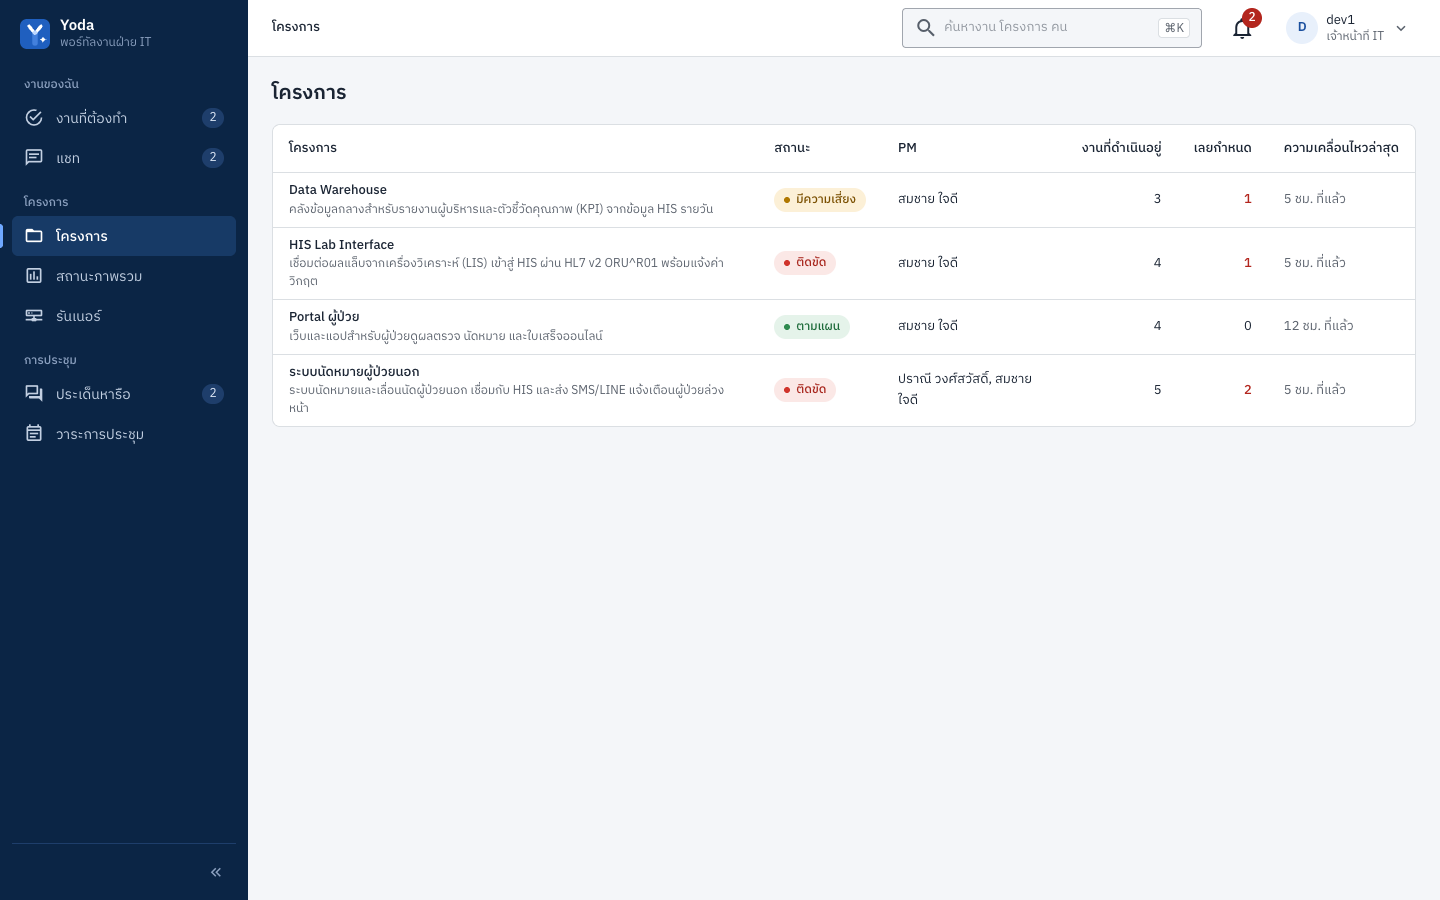 Yoda
พอร์ทัลงานฝ่าย IT
งานของฉัน
งานที่ต้องทำ 2
แชท 2
โครงการ
โครงการ
สถานะภาพรวม
รันเนอร์
การประชุม
ประเด็นหารือ 2
วาระการประชุม
โครงการ
ค้นหางาน โครงการ คน ⌘K
2
D
dev1
เจ้าหน้าที่ IT
โครงการ
โครงการ สถานะ PM งานที่ดำเนินอยู่ เลยกำหนด ความเคลื่อนไหวล่าสุด
Data Warehouse
คลังข้อมูลกลางสำหรับรายงานผู้บริหารและตัวชี้วัดคุณภาพ (KPI) จากข้อมูล HIS รายวัน
มีความเสี่ยง สมชาย ใจดี 3 1 5 ชม. ที่แล้ว
HIS Lab Interface
เชื่อมต่อผลแล็บจากเครื่องวิเคราะห์ (LIS) เข้าสู่ HIS ผ่าน HL7 v2 ORU^R01 พร้อมแจ้งค่า
วิกฤต
ติดขัด สมชาย ใจดี 4 1 5 ชม. ที่แล้ว
Portal ผู้ป่วย
เว็บและแอปสำหรับผู้ป่วยดูผลตรวจ นัดหมาย และใบเสร็จออนไลน์
ตามแผน สมชาย ใจดี 4 0 12 ชม. ที่แล้ว
ระบบนัดหมายผู้ป่วยนอก
ระบบนัดหมายและเลื่อนนัดผู้ป่วยนอก เชื่อมกับ HIS และส่ง SMS/LINE แจ้งเตือนผู้ป่วยล่วง
หน้า
ติดขัด ปราณี วงศ์สวัสดิ์, สมชาย
ใจดี
5 2 5 ชม. ที่แล้ว